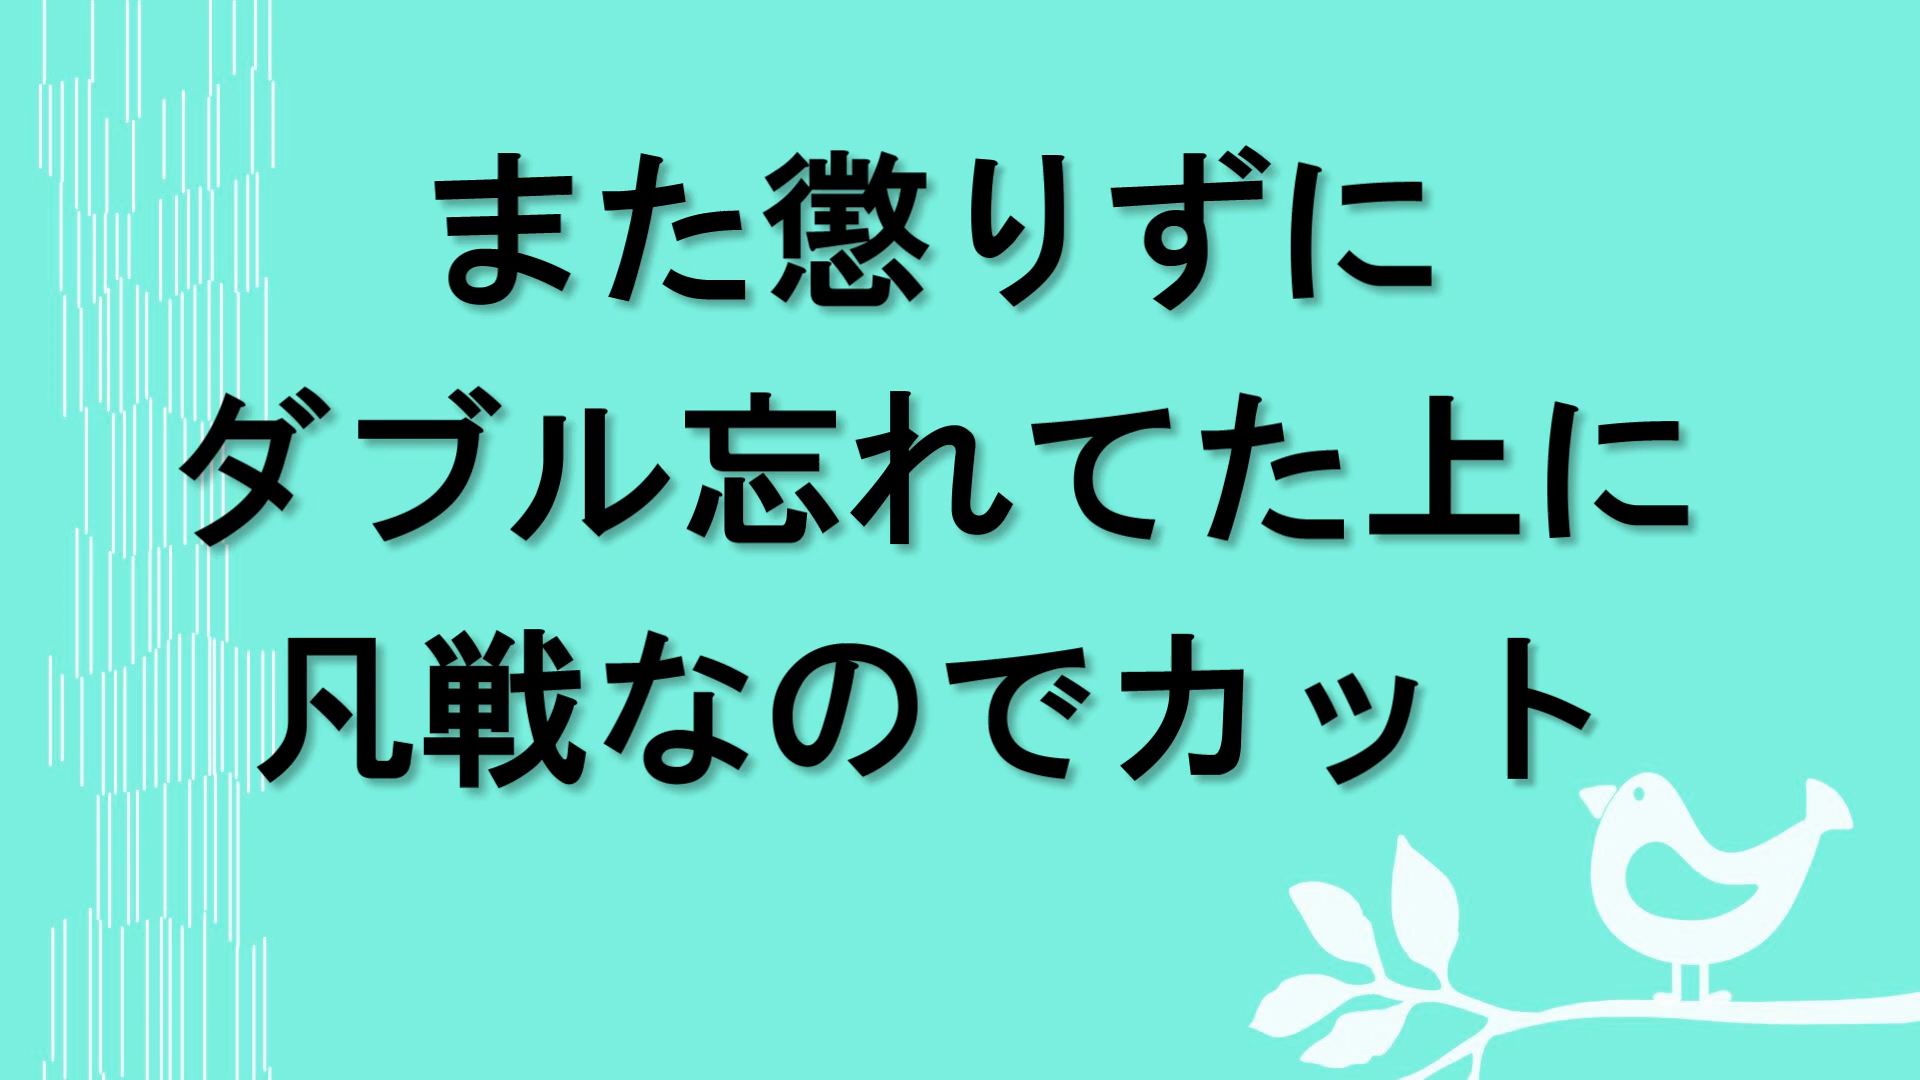 また懲りずに
ダブル忘れてた上に
凡戦なのでカット